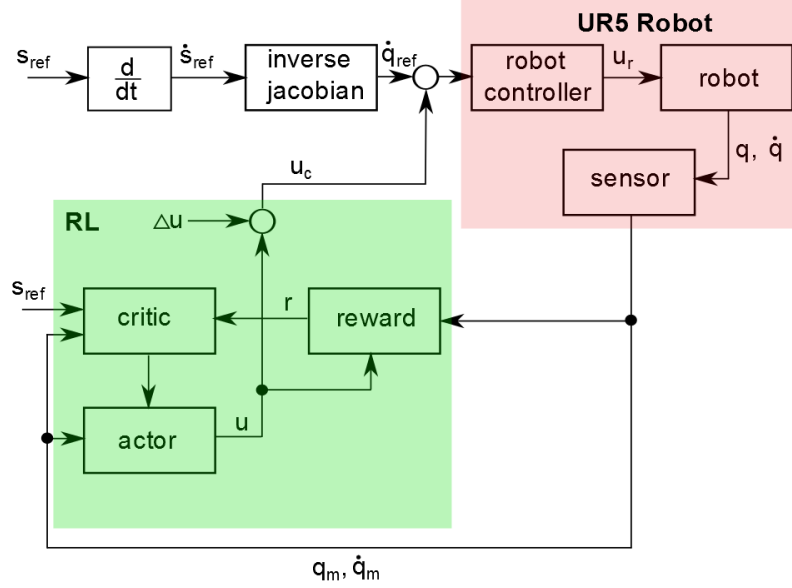 UR5 Robot
s_ref
d
dt
ṡ_ref
inverse
jacobian
q̇_ref
robot
controller
u_r
robot
q, q̇
sensor
u_c
RL
Δu
s_ref
critic
r
reward
actor
u
q_m, q̇_m